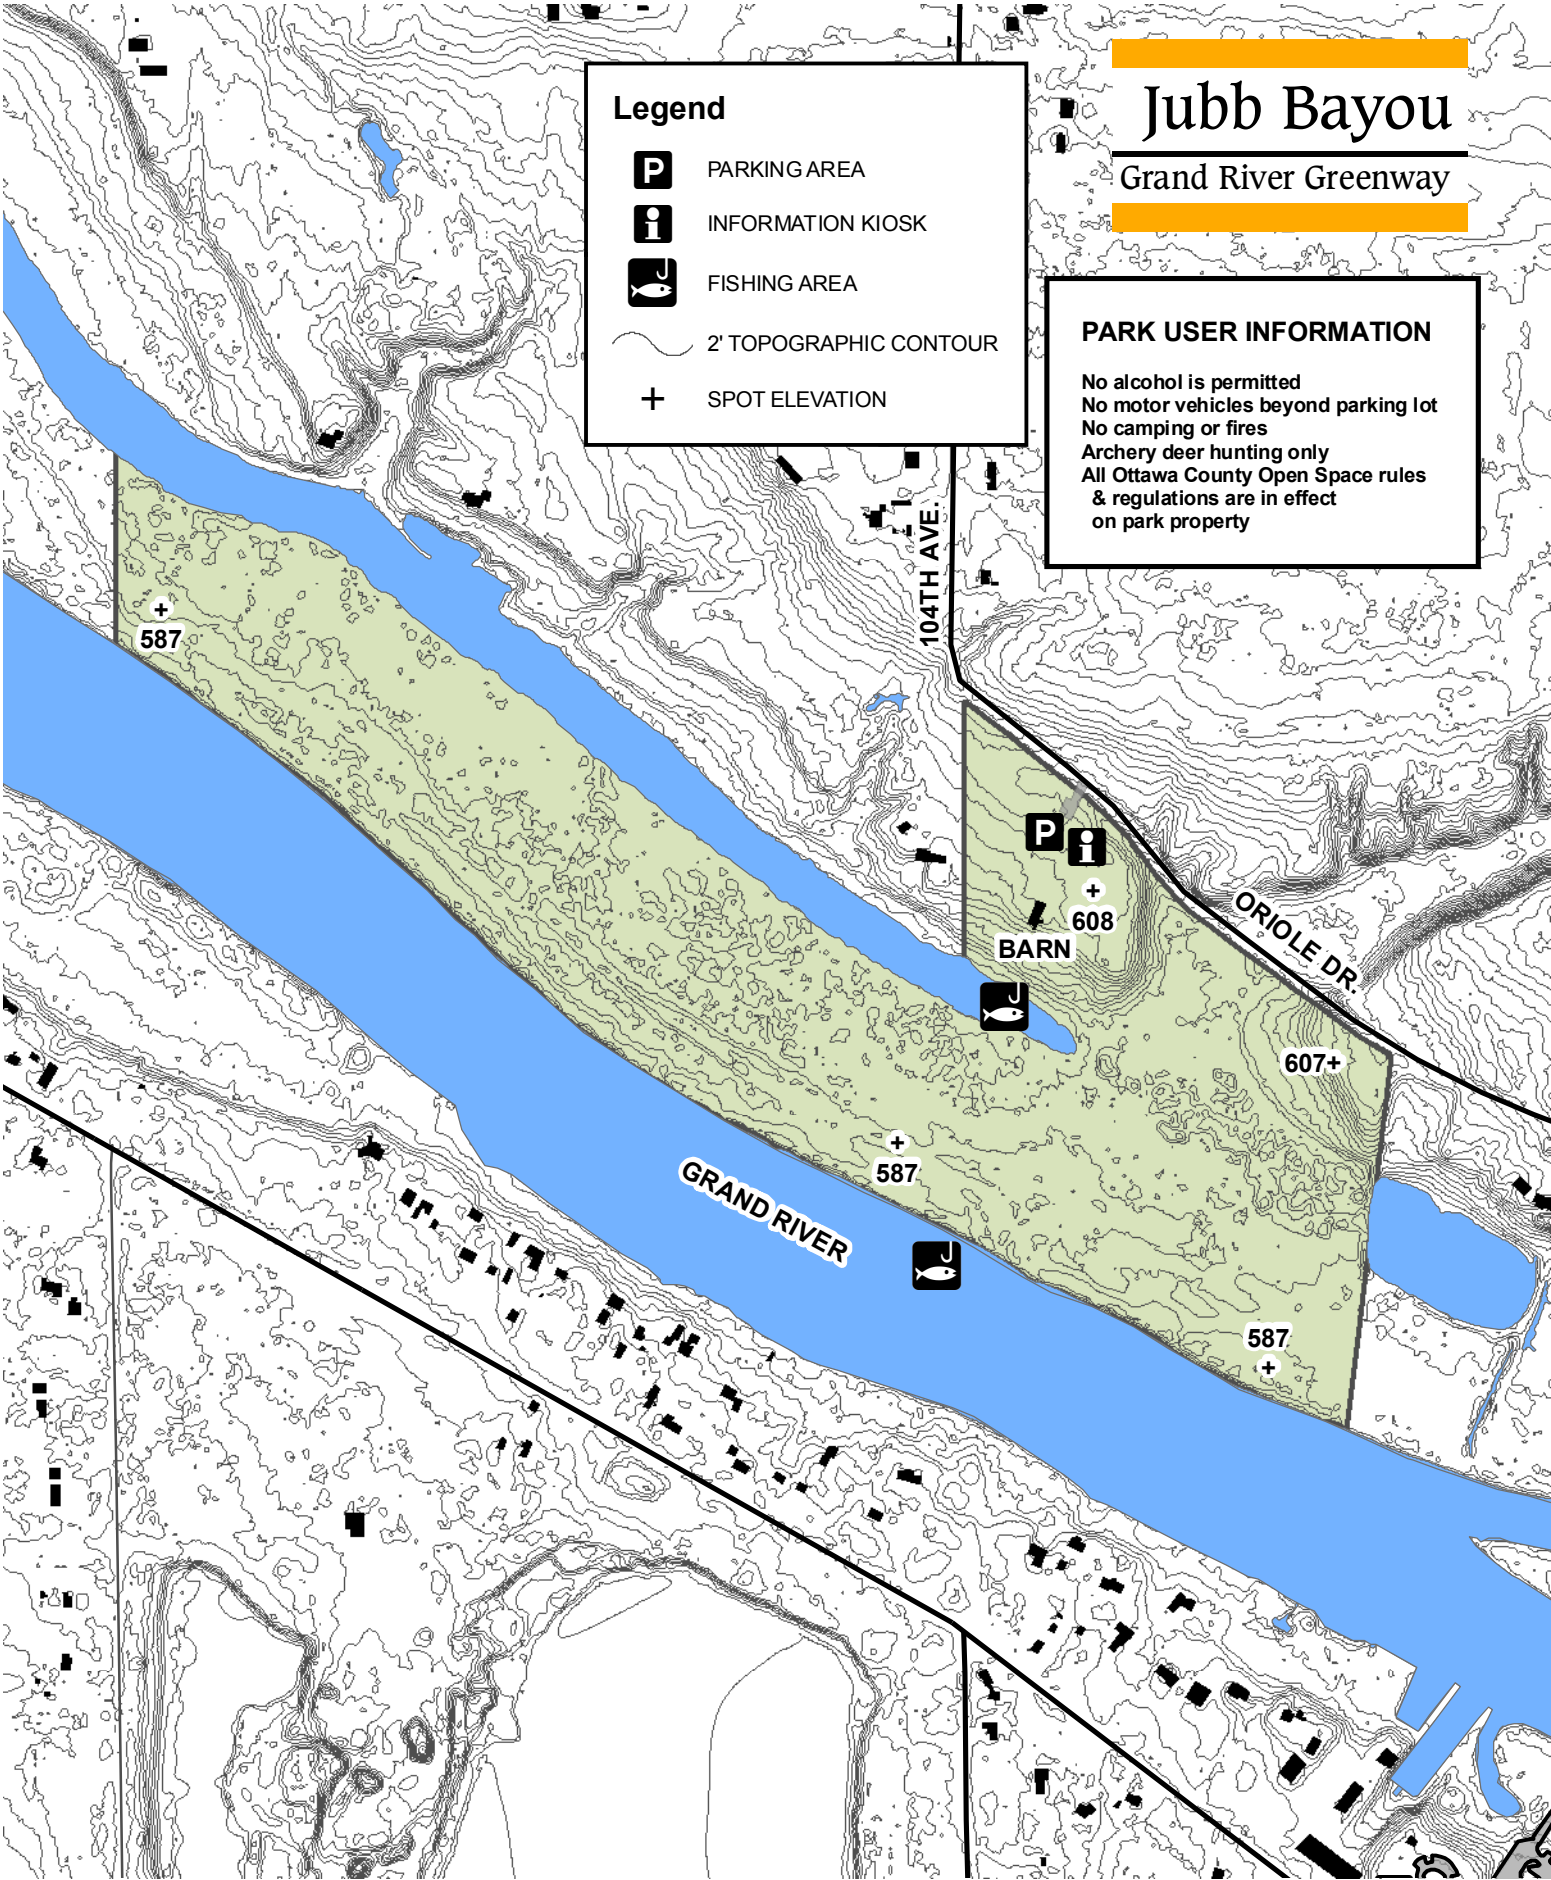 Jubb Bayou
Grand River Greenway
Legend
P PARKING AREA
i INFORMATION KIOSK
FISHING AREA
2' TOPOGRAPHIC CONTOUR
+ SPOT ELEVATION
PARK USER INFORMATION
No alcohol is permitted
No motor vehicles beyond parking lot
No camping or fires
Archery deer hunting only
All Ottawa County Open Space rules
& regulations are in effect
on park property
104TH AVE.
+
587
P
i
+
608
BARN
ORIOLE DR.
607+
+
587
GRAND RIVER
587
+